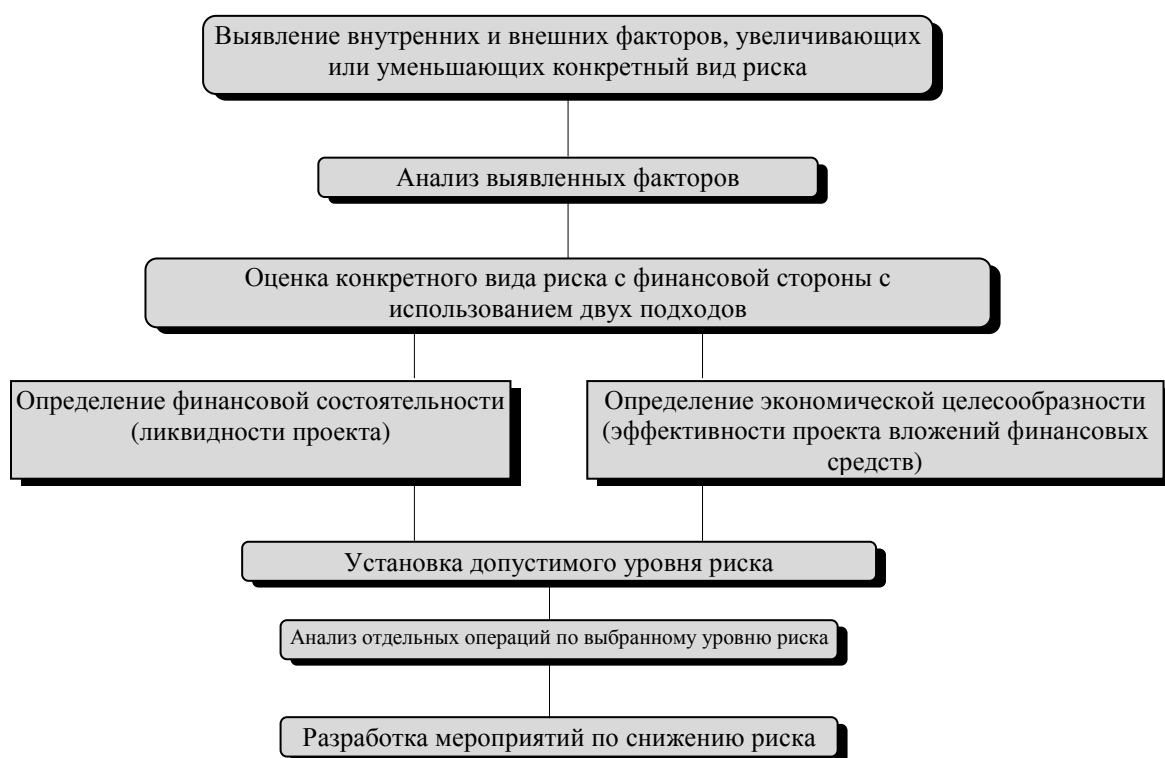 Выявление внутренних и внешних факторов, увеличивающих
или уменьшающих конкретный вид риска
Анализ выявленных факторов
Оценка конкретного вида риска с финансовой стороны с
использованием двух подходов
Определение финансовой состоятельности
(ликвидности проекта)
Определение экономической целесообразности
(эффективности проекта вложений финансовых
средств)
Установка допустимого уровня риска
Анализ отдельных операций по выбранному уровню риска
Разработка мероприятий по снижению риска